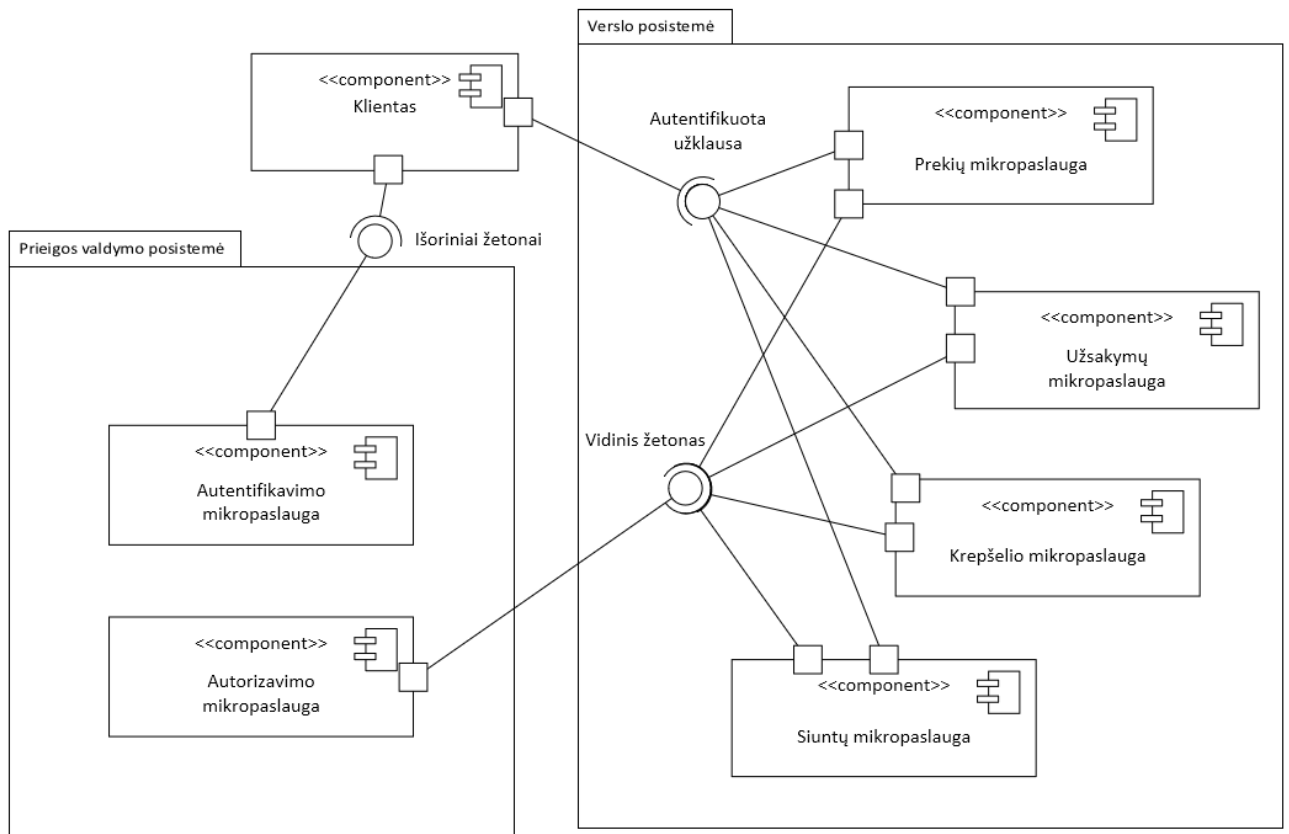 Verslo posistemė
<<component>>
Klientas
Autentifikuota
užklausa
<<component>>
Prekių mikropaslauga
Išoriniai žetonai
Prieigos valdymo posistemė
<<component>>
Užsakymų
mikropaslauga
<<component>>
Autentifikavimo
mikropaslauga
Vidinis žetonas
<<component>>
Krepšelio mikropaslauga
<<component>>
Autorizavimo
mikropaslauga
<<component>>
Siuntų mikropaslauga